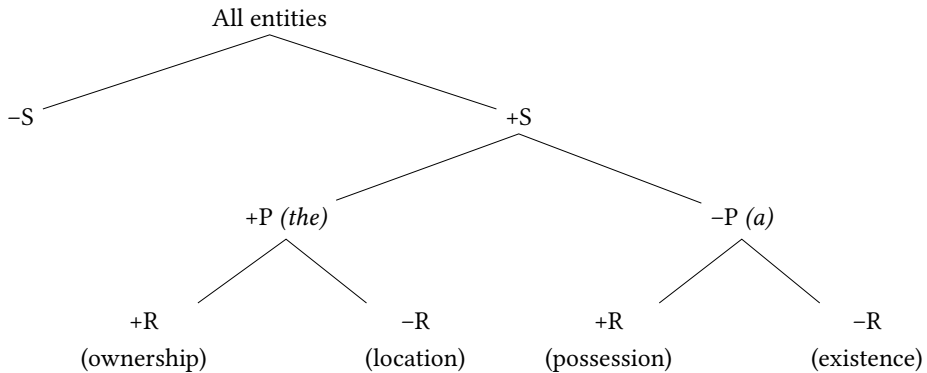 All entities
–S +S
+P (the) –P (a)
+R –R +R –R
(ownership) (location) (possession) (existence)